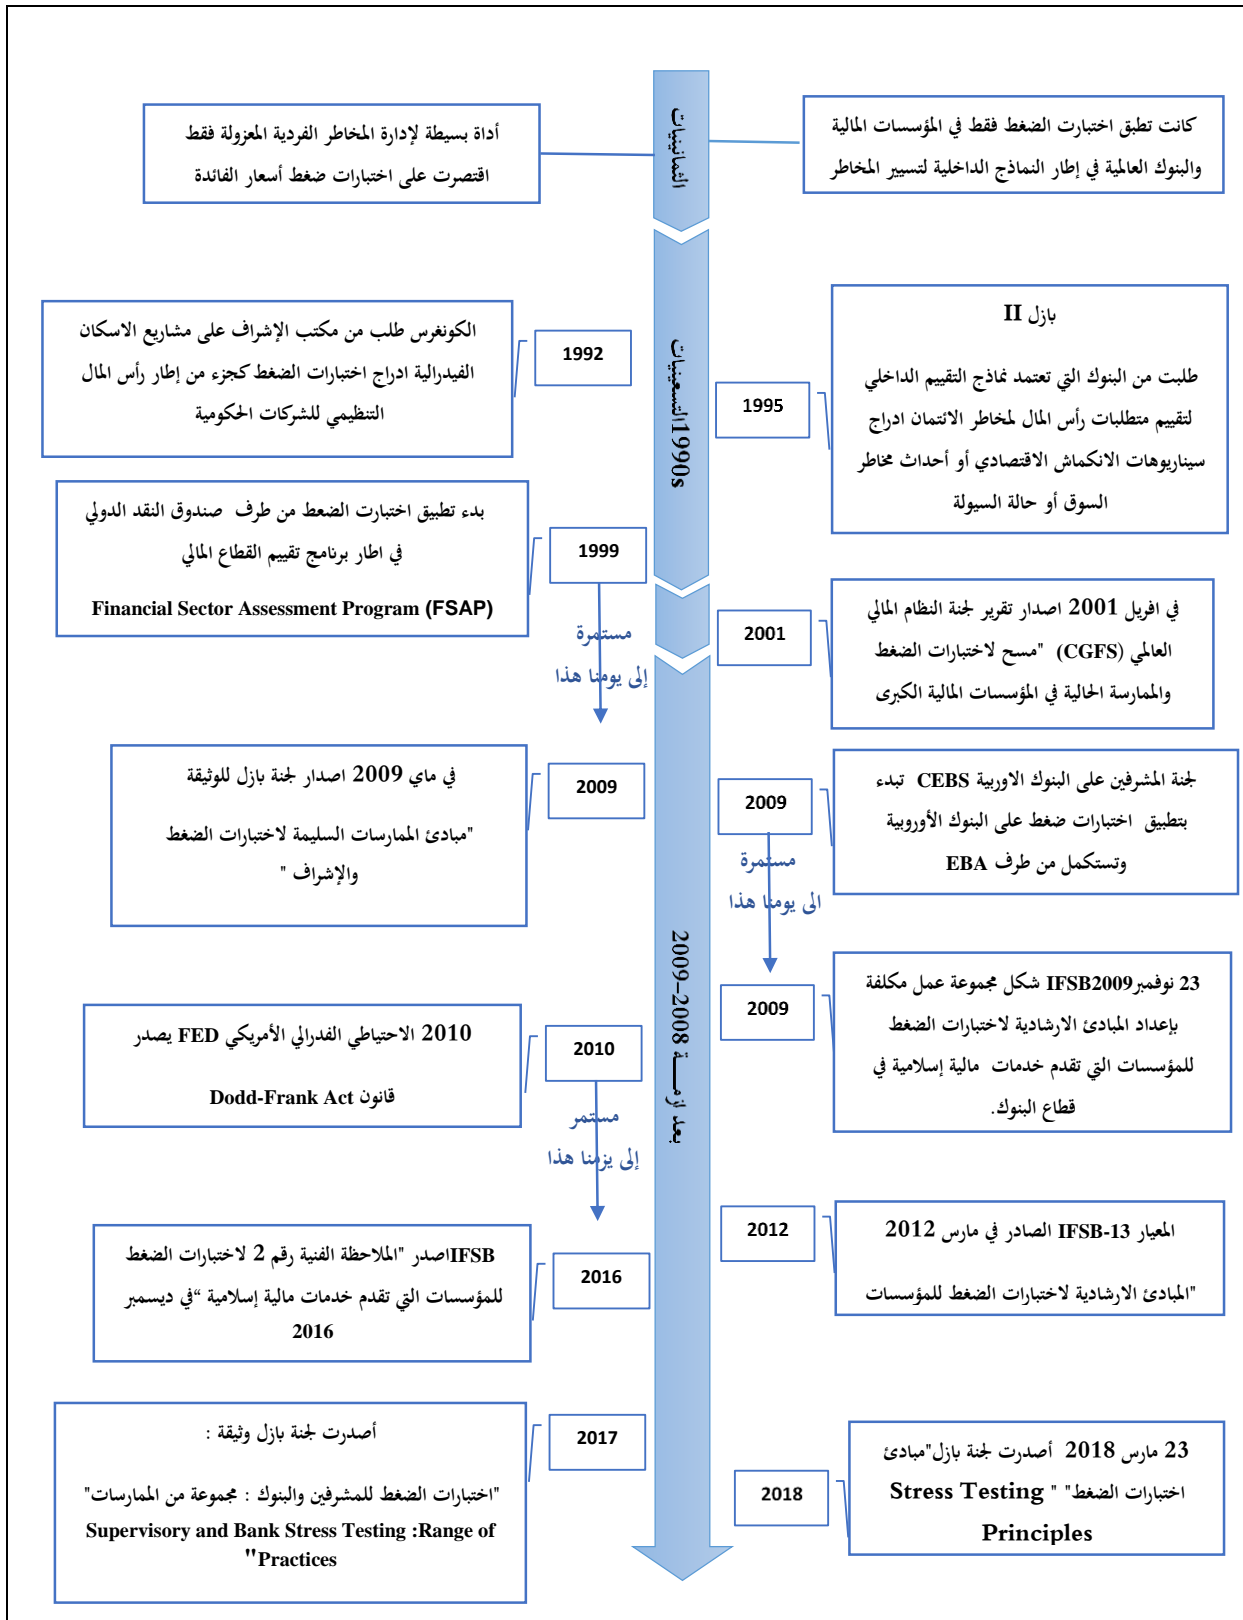 الثمانينيات
كانت تطبق اختبارت الضغط فقط في المؤسسات المالية
والبنوك العالمية في إطار النماذج الداخلية لتسيير المخاطر
أداة بسيطة لإدارة المخاطر الفردية المعزولة فقط
اقتصرت على اختبارات ضغط أسعار الفائدة
التسعينيات1990s
1992
الكونغرس طلب من مكتب الإشراف على مشاريع الاسكان
الفيدرالية ادراج اختبارات الضغط كجزء من إطار رأس المال
التنظيمي للشركات الحكومية
1995
بازل II
طلبت من البنوك التي تعتمد نماذج التقييم الداخلي
لتقييم متطلبات رأس المال لمخاطر الائتمان ادراج
سيناريوهات الانكماش الاقتصادي أو أحداث مخاطر
السوق أو حالة السيولة
1999
بدء تطبيق اختبارت الضعط من طرف صندوق النقد الدولي
في اطار برنامج تقييم القطاع المالي
Financial Sector Assessment Program (FSAP)
مستمرة
إلى يومنا هذا
2001
في افريل 2001 اصدار تقرير لجنة النظام المالي
العالمي (CGFS) "مسح لاختبارات الضغط
والممارسة الحالية في المؤسسات المالية الكبرى
بعد ازمـــــة 2008-2009
2009
في ماي 2009 اصدار لجنة بازل للوثيقة
"مبادئ الممارسات السليمة لاختبارات الضغط
والإشراف "
2009
لجنة المشرفين على البنوك الاوربية CEBS تبدء
بتطبيق اختبارات ضغط على البنوك الأوروبية
وتستكمل من طرف EBA
مستمرة
الى يومنا هذا
2009
23 نوفمبر2009IFSB شكل مجموعة عمل مكلفة
بإعداد المبادئ الارشادية لاختبارات الضغط
للمؤسسات التي تقدم خدمات مالية إسلامية في
قطاع البنوك.
2010
2010 الاحتياطي الفدرالي الأمريكي FED يصدر
قانون Dodd-Frank Act
مستمر
إلى يزمنا هذا
2012
المعيار IFSB-13 الصادر في مارس 2012
"المبادئ الارشادية لاختبارات الضغط للمؤسسات
2016
IFSBاصدر "الملاحظة الفنية رقم 2 لاختبارات الضغط
للمؤسسات التي تقدم خدمات مالية إسلامية “في ديسمبر
2016
2017
أصدرت لجنة بازل وثيقة :
"اختبارات الضغط للمشرفين والبنوك : مجموعة من الممارسات"
Supervisory and Bank Stress Testing :Range of
"Practices
2018
23 مارس 2018 أصدرت لجنة بازل"مبادئ
اختبارات الضغط" " Stress Testing
Principles